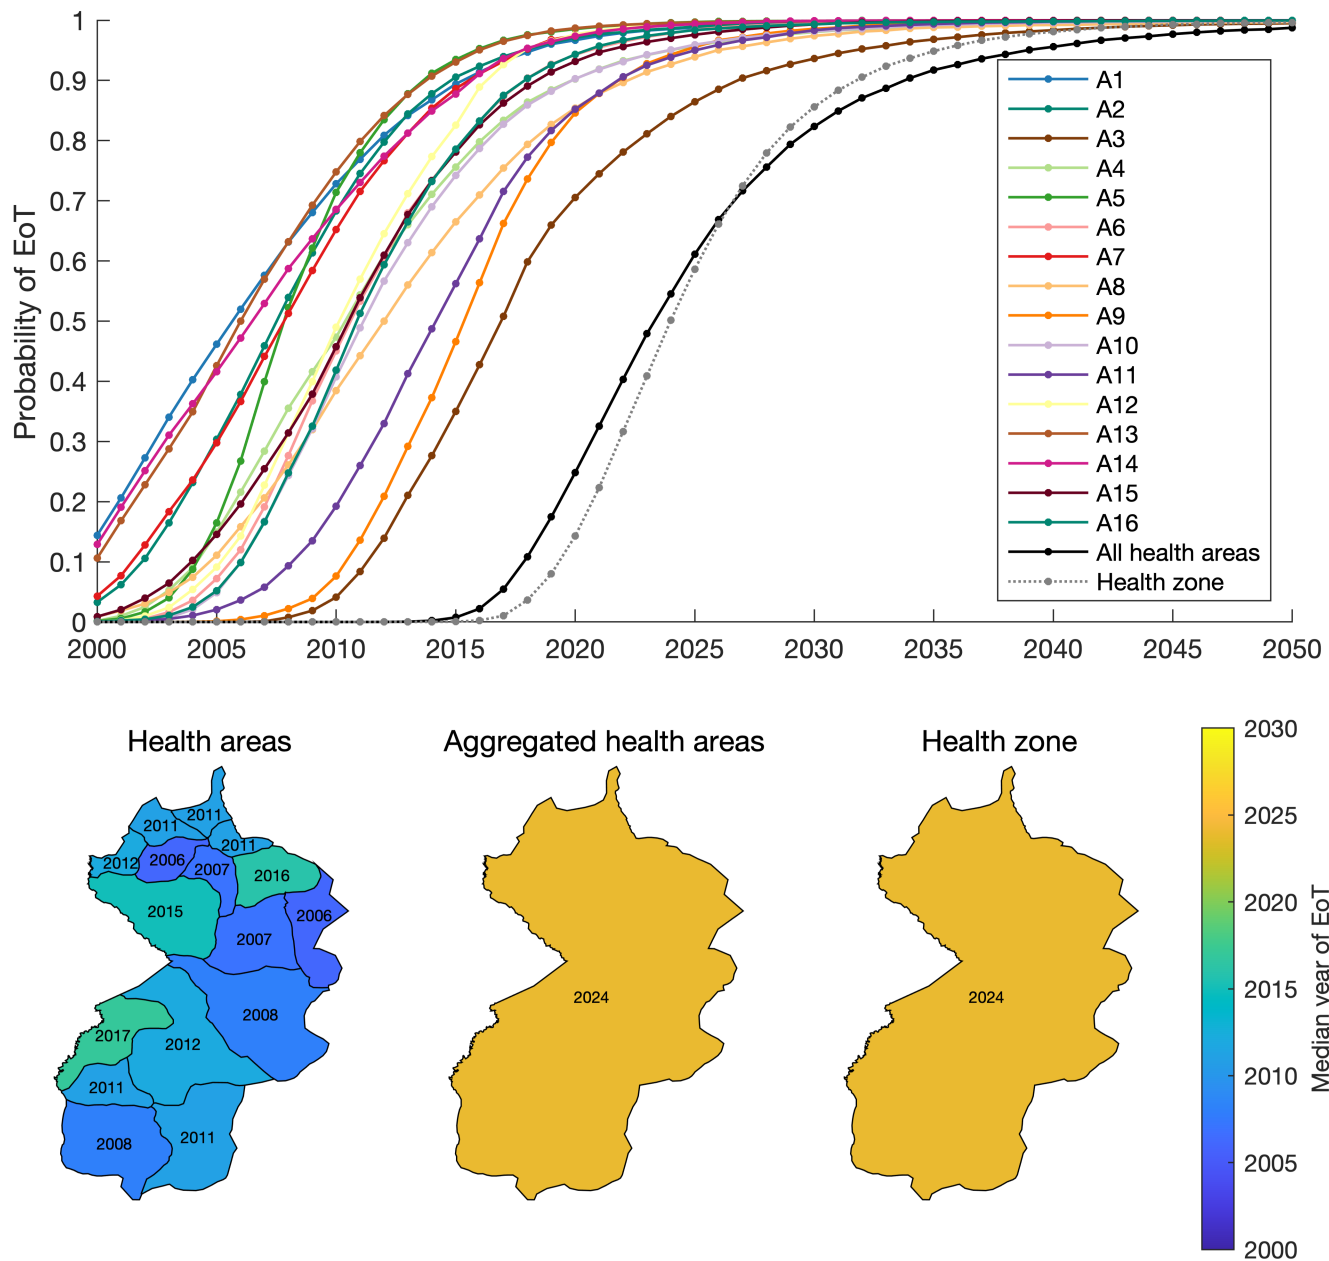 1
0.9
0.8
0.7
0.6
0.5
0.4
0.3
0.2
0.1
0
Probability of EoT
2000 2005 2010 2015 2020 2025 2030 2035 2040 2045 2050
A1
A2
A3
A4
A5
A6
A7
A8
A9
A10
A11
A12
A13
A14
A15
A16
All health areas
Health zone
Health areas
2011
2011
2011
2012
2006
2007
2016
2015
2006
2007
2008
2017
2012
2011
2008
2011
Aggregated health areas
2024
Health zone
2024
2030
2025
2020
2015
2010
2005
2000
Median year of EoT